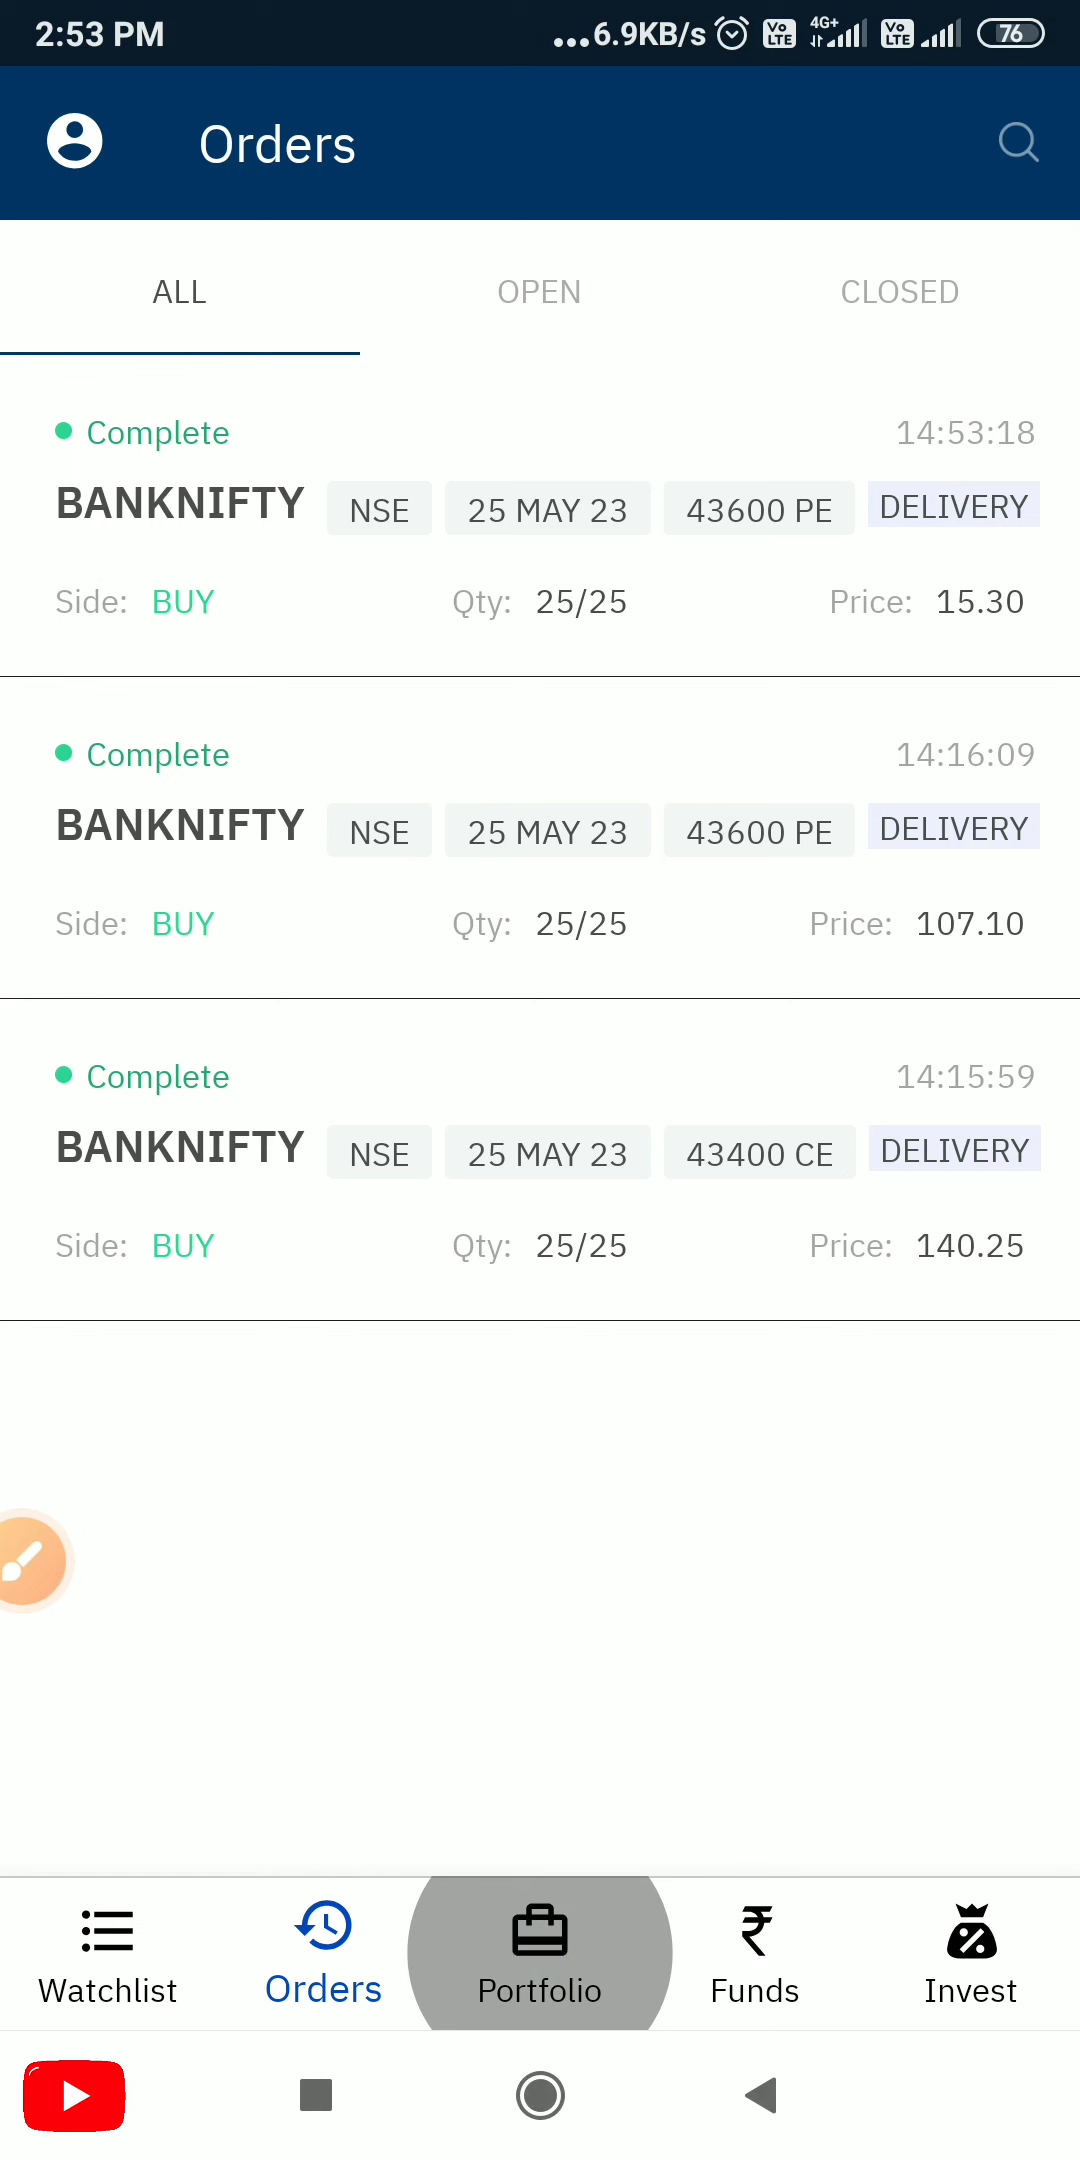 2:53 PM ...6.9KB/s Vo LTE 4G+ Vo LTE 76
Orders
ALL OPEN CLOSED
Complete 14:53:18
BANKNIFTY NSE 25 MAY 23 43600 PE DELIVERY
Side: BUY Qty: 25/25 Price: 15.30
Complete 14:16:09
BANKNIFTY NSE 25 MAY 23 43600 PE DELIVERY
Side: BUY Qty: 25/25 Price: 107.10
Complete 14:15:59
BANKNIFTY NSE 25 MAY 23 43400 CE DELIVERY
Side: BUY Qty: 25/25 Price: 140.25
Watchlist Orders Portfolio Funds Invest